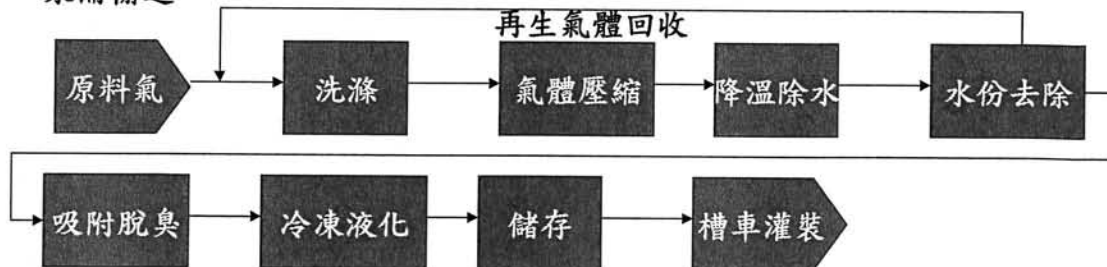 再生氣體回收
原料氣
洗滌
氣體壓縮
降溫除水
水份去除
吸附脫臭
冷凍液化
儲存
槽車灌裝